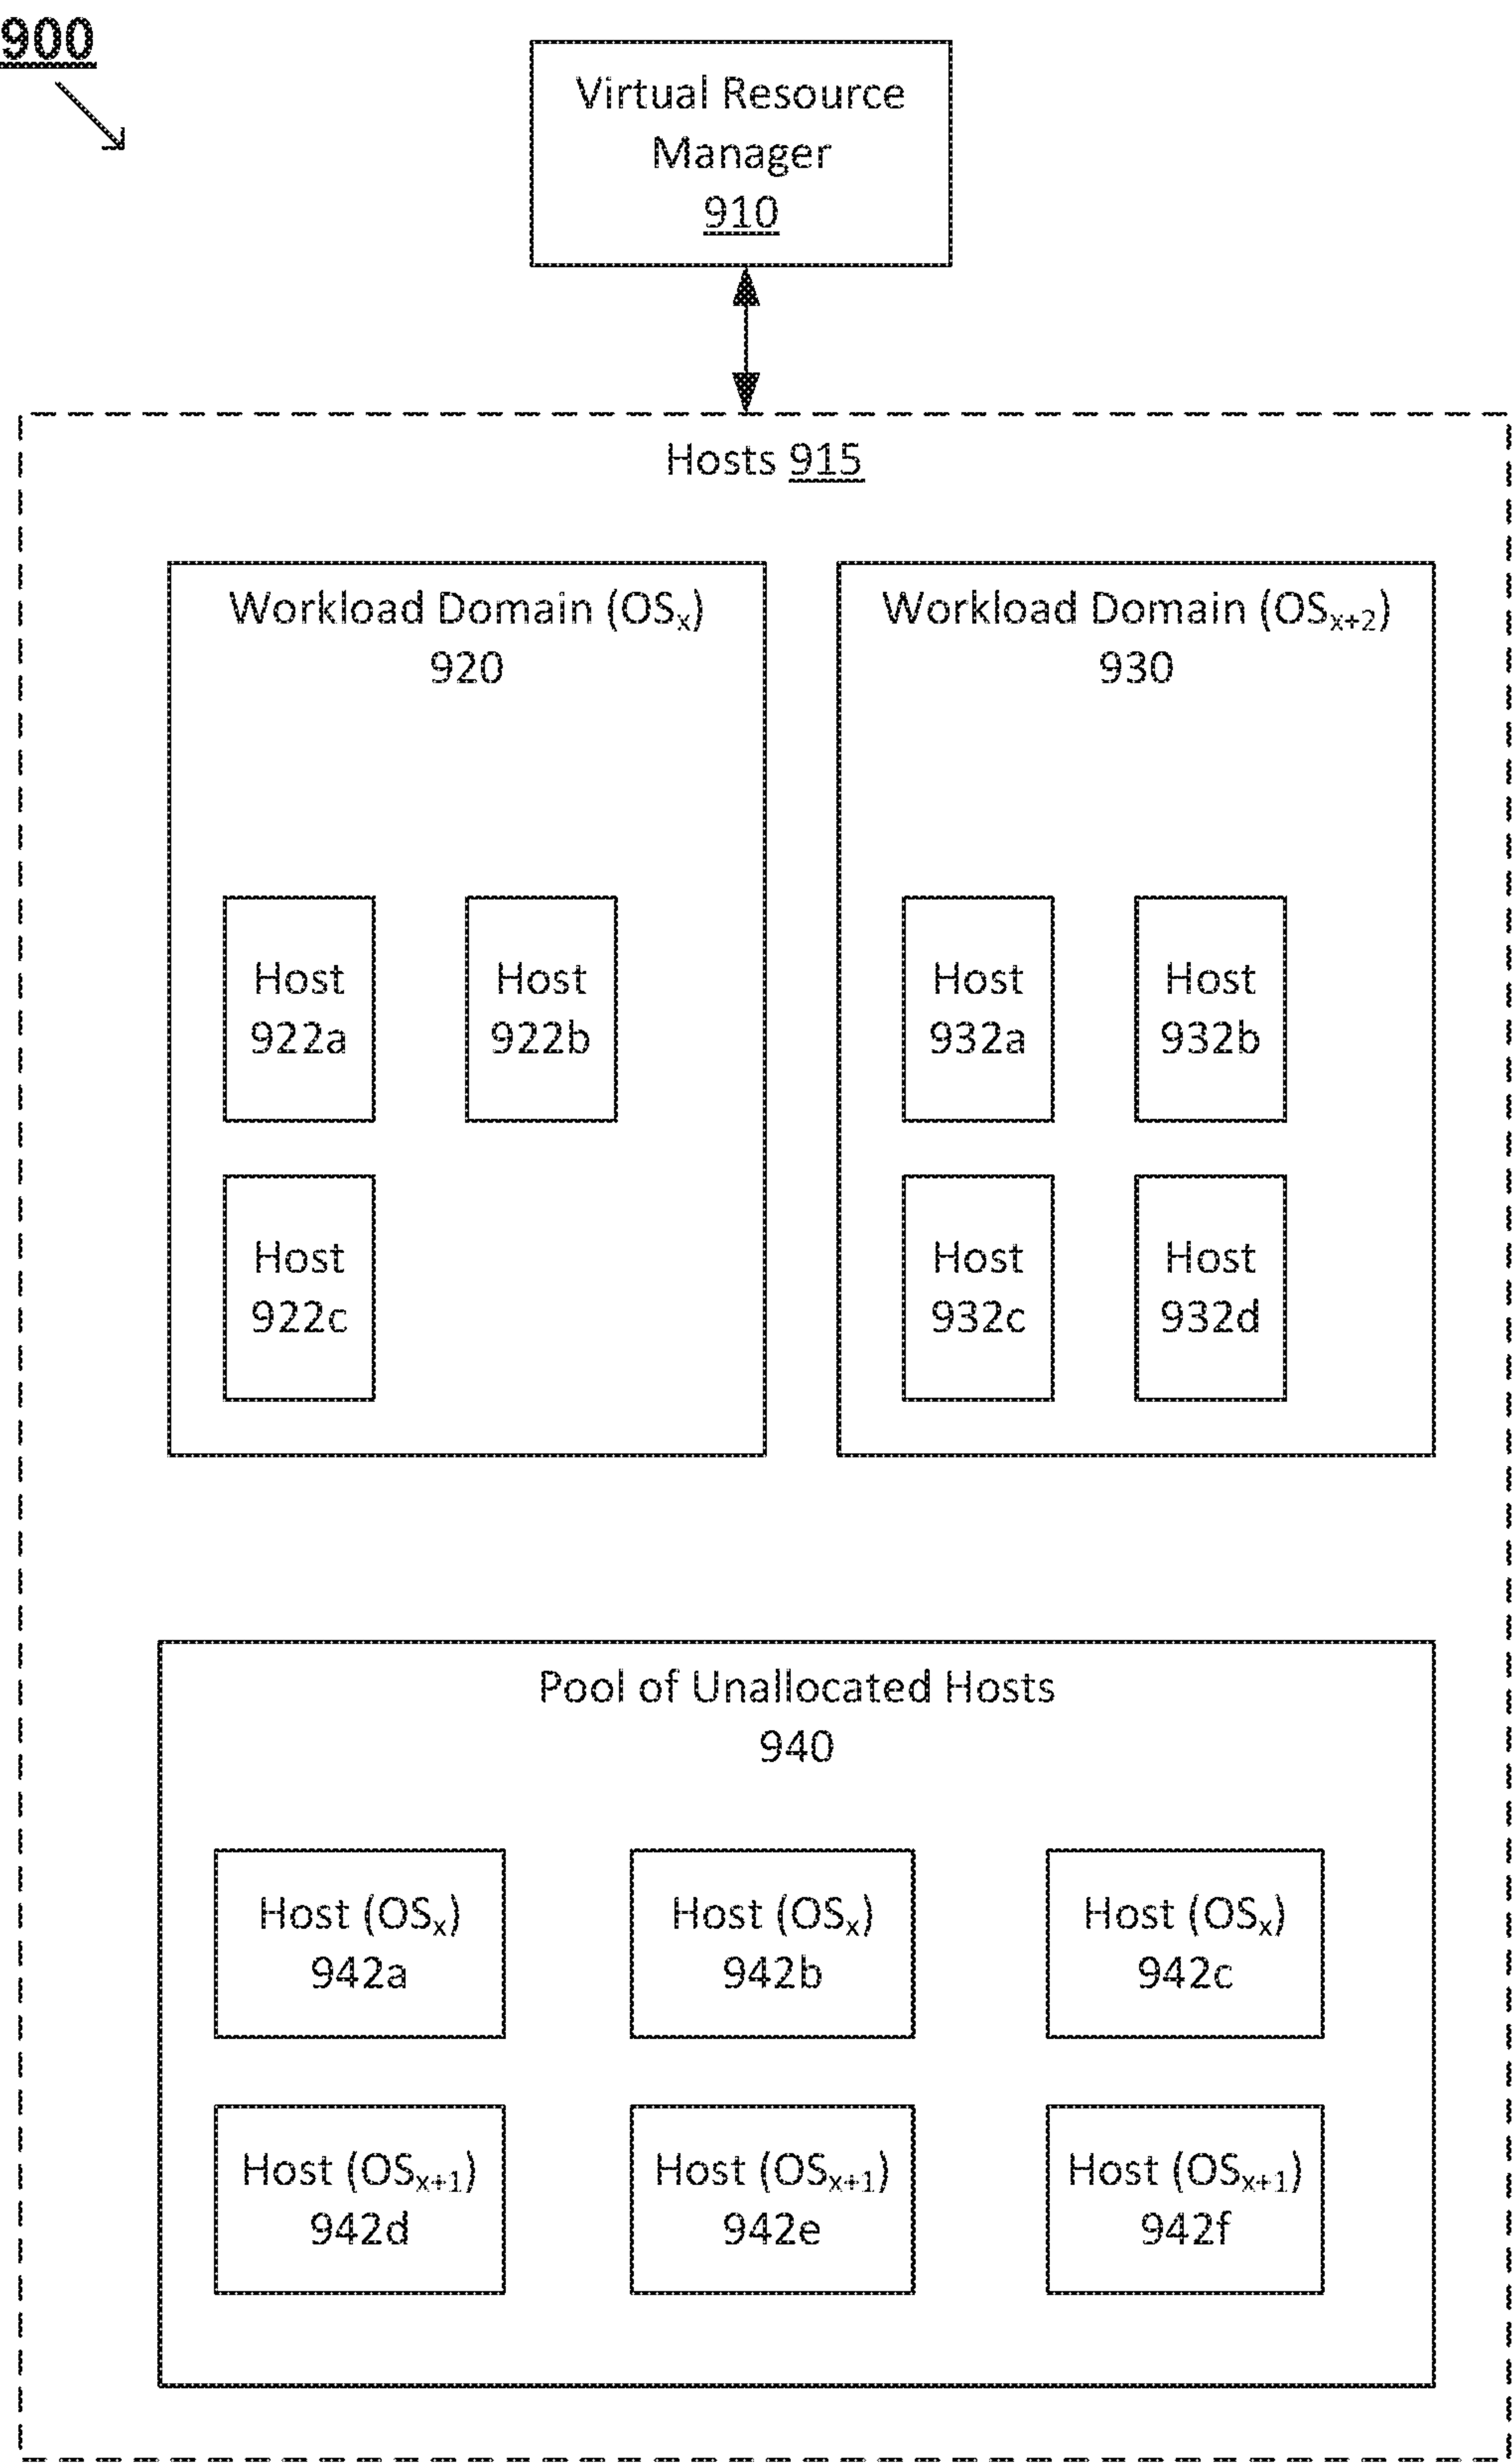 900
Virtual Resource
Manager
910
Hosts 915
Workload Domain (OSx)
920
Workload Domain (OSx+2)
930
Host
922a
Host
922b
Host
932a
Host
932b
Host
922c
Host
932c
Host
932d
Pool of Unallocated Hosts
940
Host (OSx)
942a
Host (OSx)
942b
Host (OSx)
942c
Host (OSx+1)
942d
Host (OSx+1)
942e
Host (OSx+1)
942f